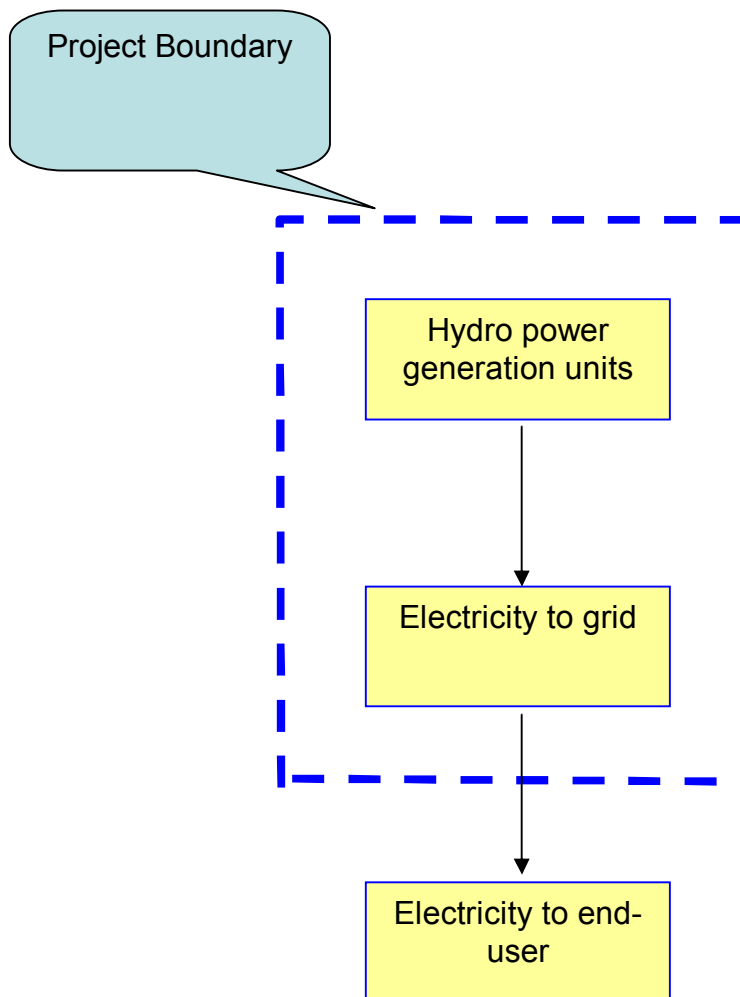 Project Boundary
Hydro power
generation units
Electricity to grid
Electricity to end-
user